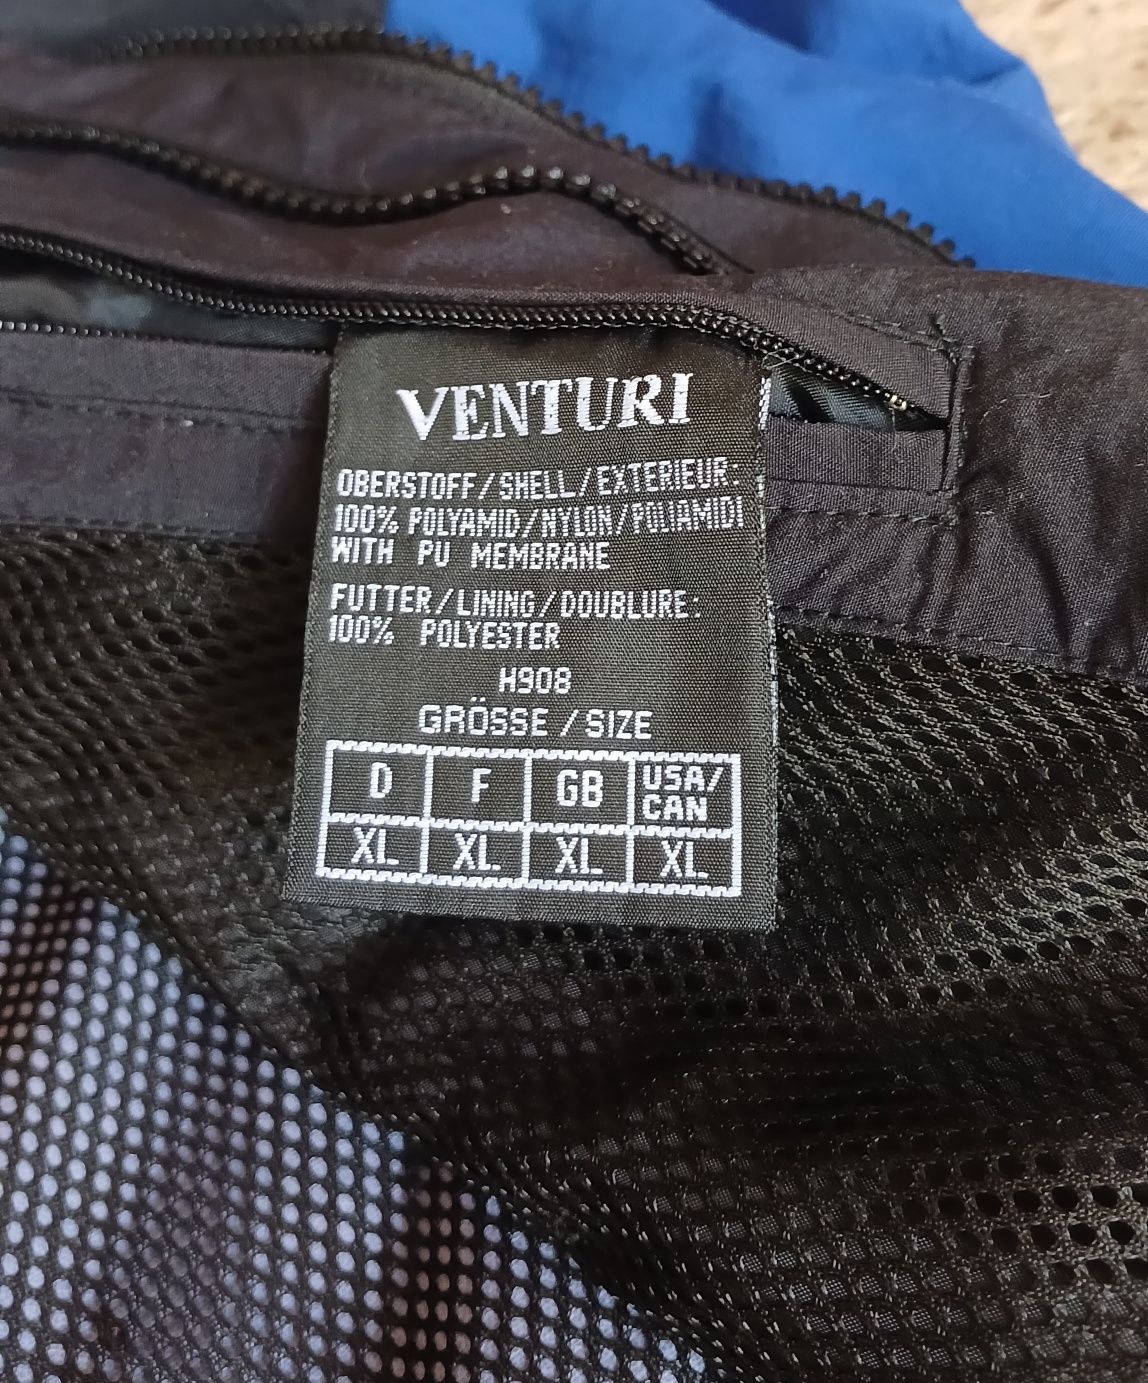 VENTURI
OBERSTOFF/SHELL/EXTERIEUR:
100% POLYAMID/NYLON/POLIAMIDI
WITH PU MEMBRANE
FUTTER/LINING/DOUBLURE:
100% POLYESTER
H908
GRÖSSE/SIZE
D F GB USA/CAN
XL XL XL XL